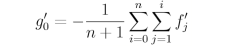 $g'_0 = -\frac{1}{n+1} \sum_{i=0}^{n} \sum_{j=1}^{i} f'_j$